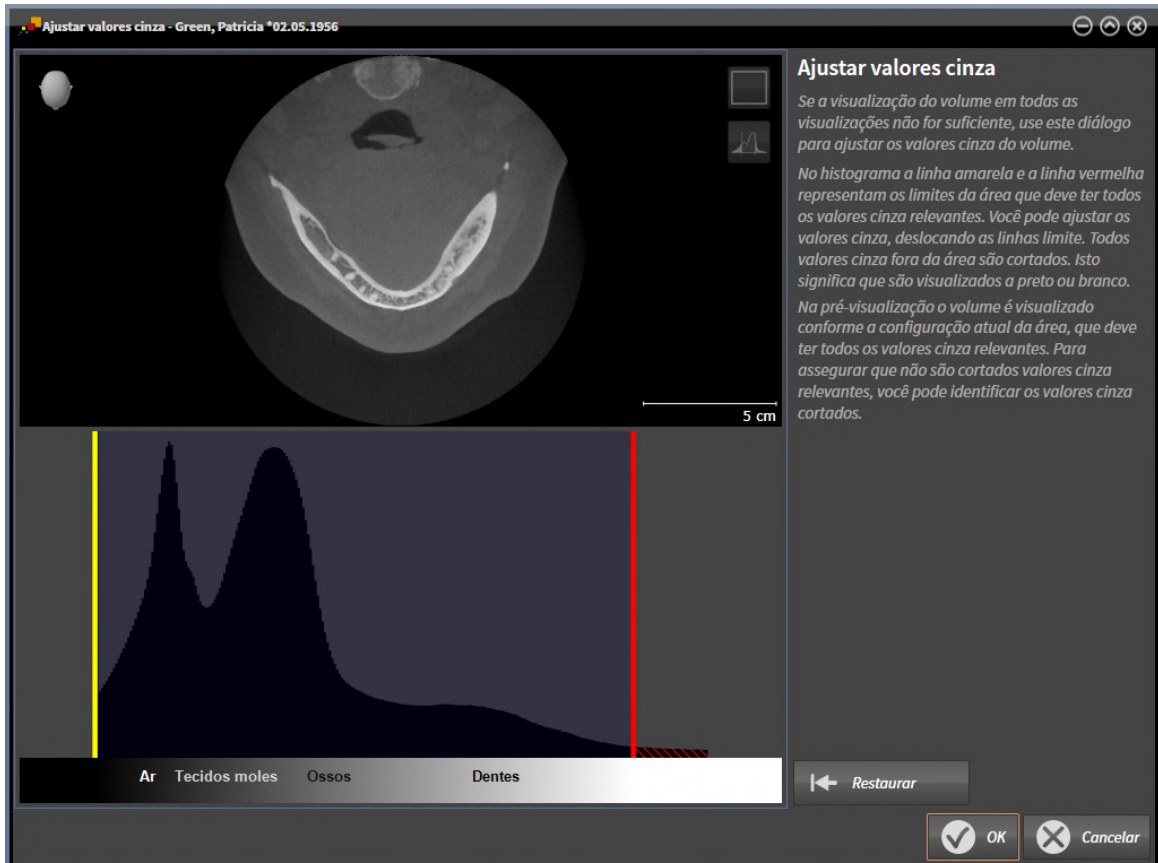 Ajustar valores cinza - Green, Patricia *02.05.1956
5 cm
Ar Tecidos moles Ossos Dentes
Ajustar valores cinza
Se a visualização do volume em todas as
visualizações não for suficiente, use este diálogo
para ajustar os valores cinza do volume.
No histograma a linha amarela e a linha vermelha
representam os limites da área que deve ter todos
os valores cinza relevantes. Você pode ajustar os
valores cinza, deslocando as linhas limite. Todos
valores cinza fora da área são cortados. Isto
significa que são visualizados a preto ou branco.
Na pré-visualização o volume é visualizado
conforme a configuração atual da área, que deve
ter todos os valores cinza relevantes. Para
assegurar que não são cortados valores cinza
relevantes, você pode identificar os valores cinza
cortados.
Restaurar
OK Cancelar